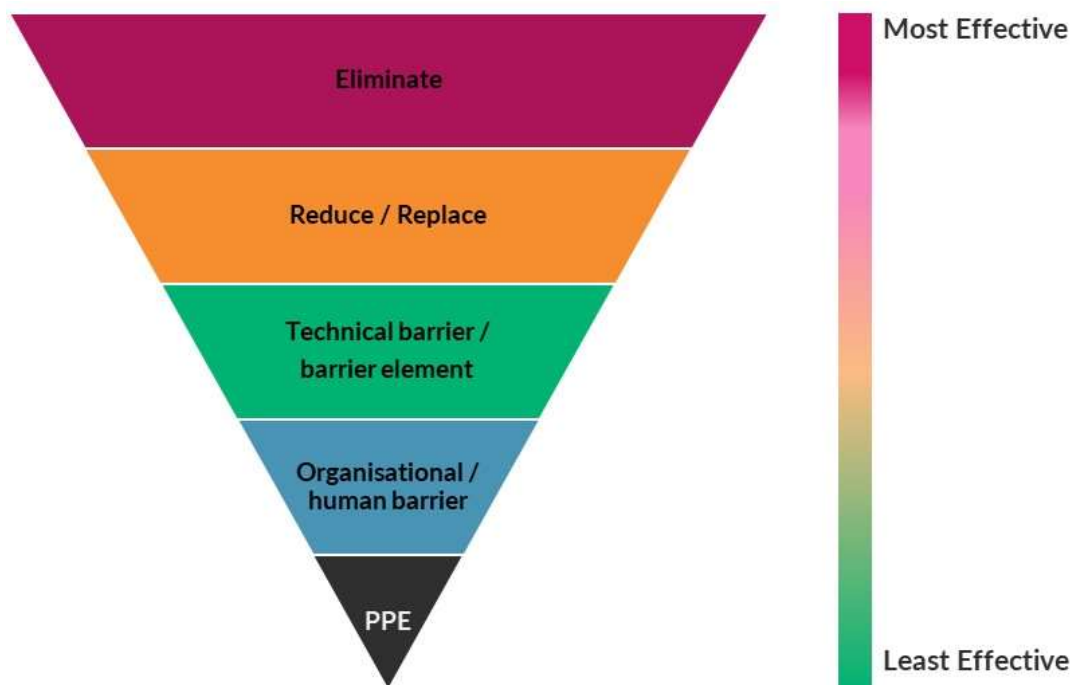 Most Effective
Eliminate
Reduce / Replace
Technical barrier /
barrier element
Organisational /
human barrier
PPE
Least Effective